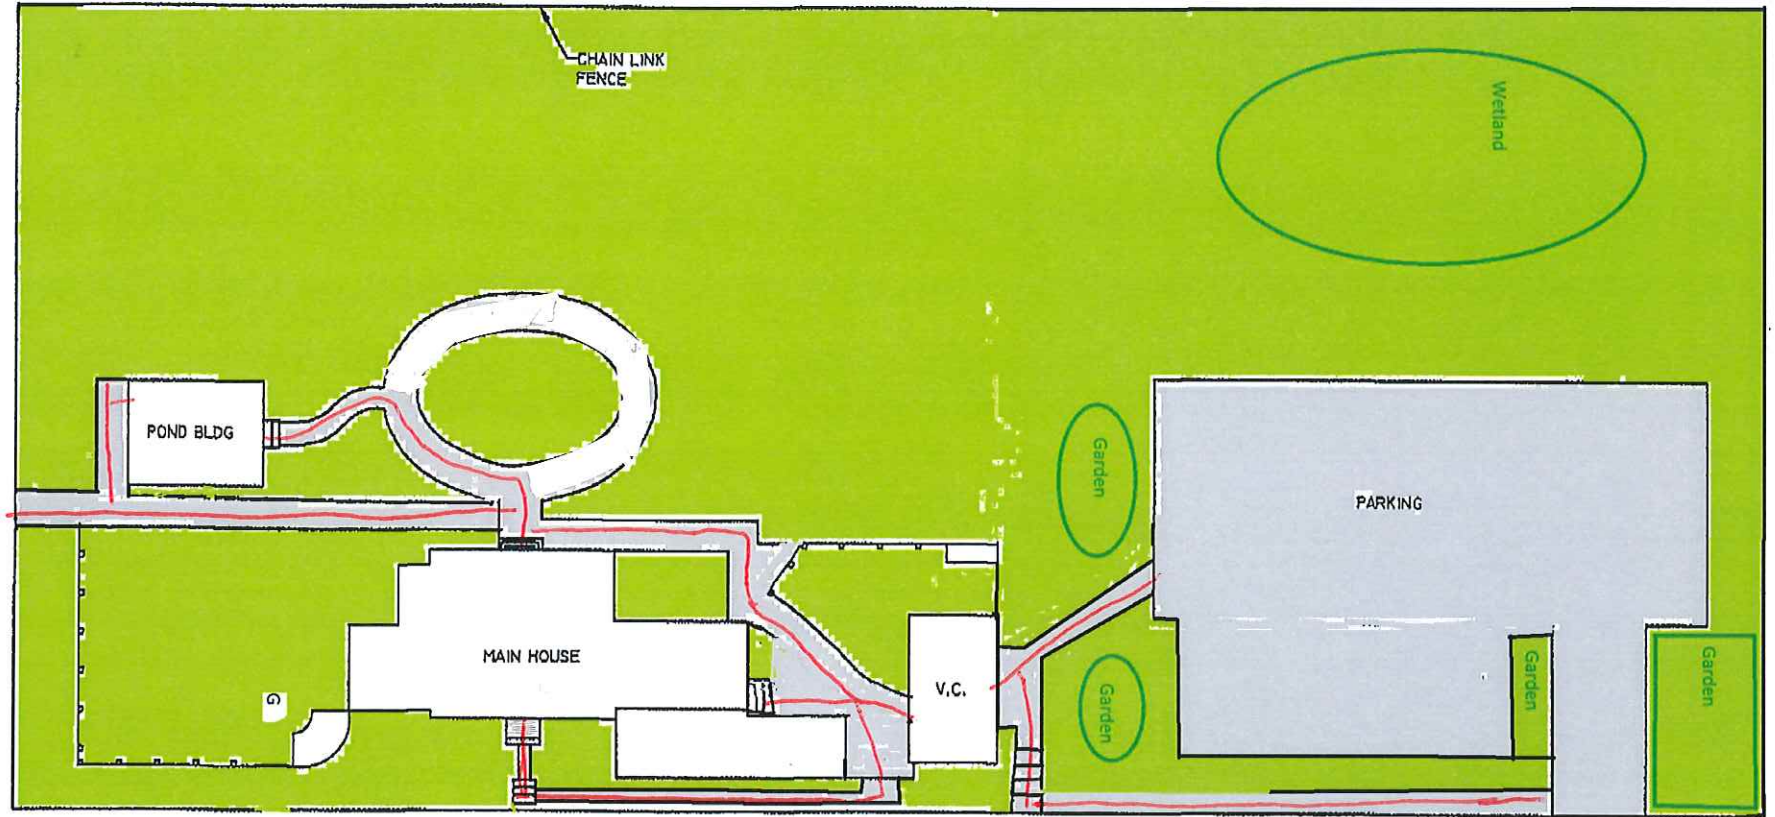 CHAIN LINK
FENCE
Wetland
POND BLDG
Garden
PARKING
MAIN HOUSE
V.C.
Garden
Garden
Garden
G